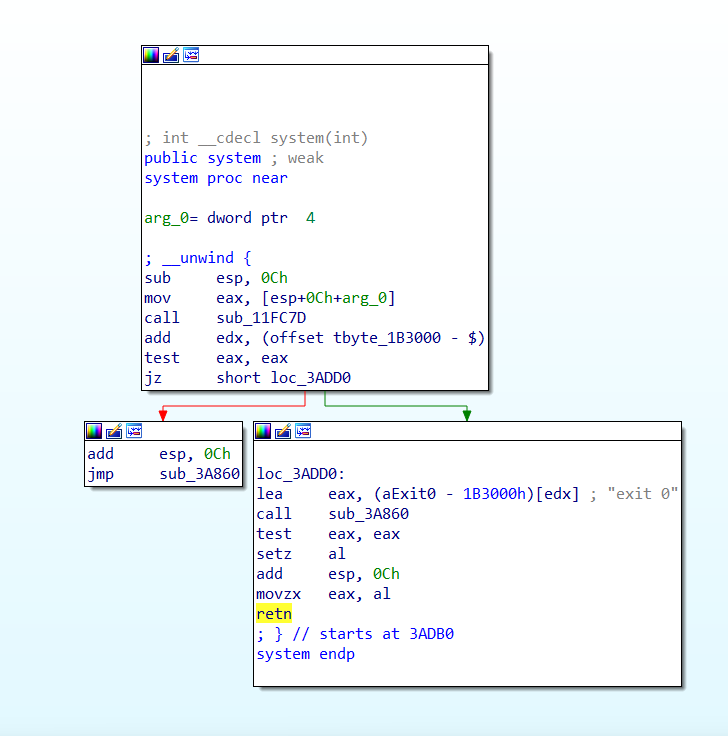 ; int __cdecl system(int)
public system ; weak
system proc near
arg_0= dword ptr  4
; __unwind {
sub     esp, 0Ch
mov     eax, [esp+0Ch+arg_0]
call    sub_11FC7D
add     edx, (offset tbyte_1B3000 - $)
test    eax, eax
jz      short loc_3ADD0
add     esp, 0Ch
jmp     sub_3A860
loc_3ADD0:
lea     eax, (aExit0 - 1B3000h)[edx] ; "exit 0"
call    sub_3A860
test    eax, eax
setz    al
add     esp, 0Ch
movzx   eax, al
retn
; } // starts at 3ADB0
system endp